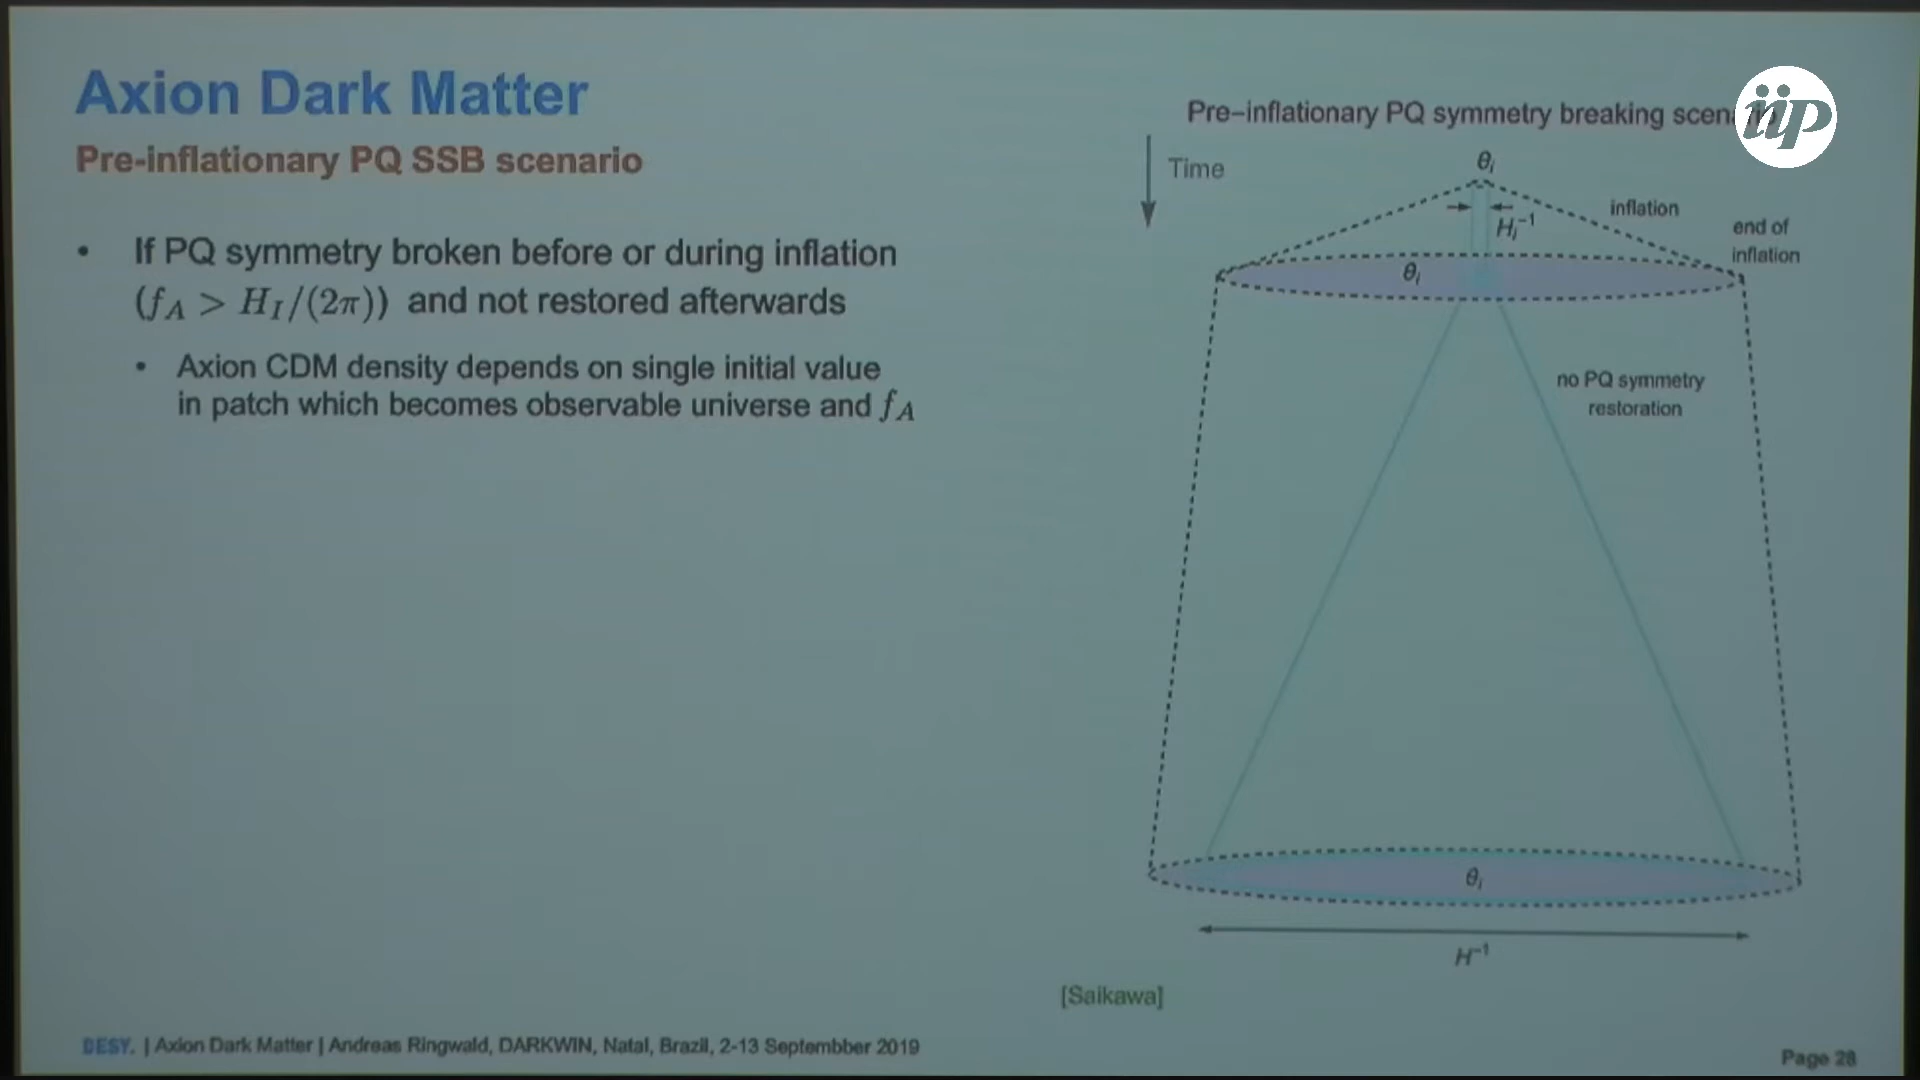 Axion Dark Matter
Pre-inflationary PQ SSB scenario
• If PQ symmetry broken before or during inflation
(f_A > H_I/(2π)) and not restored afterwards
• Axion CDM density depends on single initial value
in patch which becomes observable universe and f_A
Pre–inflationary PQ symmetry breaking
iip
Time
θ_i
inflation
H_i^-1
end of
inflation
θ_i
no PQ symmetry
restoration
θ_i
H^-1
[Saikawa]
DESY. | Axion Dark Matter | Andreas Ringwald, DARKWIN, Natal, Brazil, 2-13 Septembber 2019
Page 28